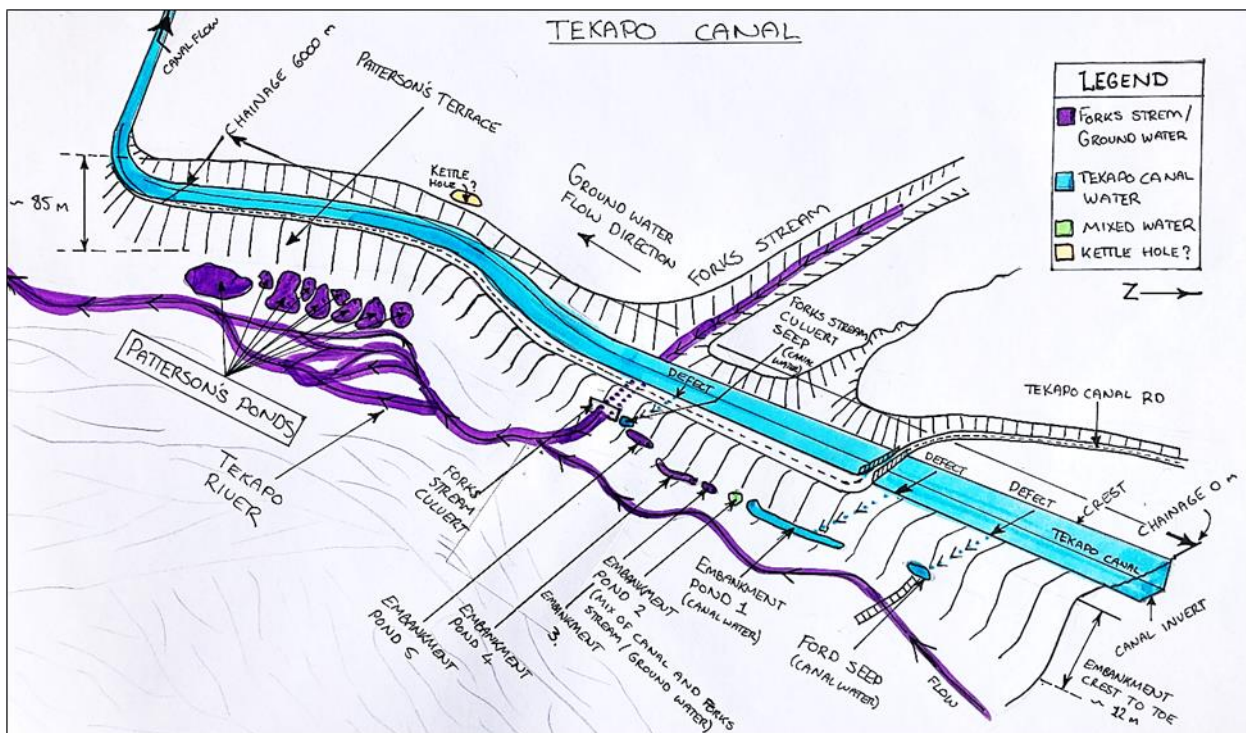 TEKAPO CANAL
CANAL FLOW
CHAINAGE 6000 m
PATTERSON'S TERRACE
~ 85 m
KETTLE
HOLE?
GROUND WATER
FLOW DIRECTION
FORKS STREAM
FORKS STREAM
CULVERT
SEEP
(CANAL
WATER)
LEGEND
FORKS STREM/
GROUND WATER
TEKAPO CANAL
WATER
MIXED WATER
KETTLE HOLE?
Z
TEKAPO CANAL RD
DEFECT
DEFECT
DEFECT
CREST
CHAINAGE 0 m
TEKAPO CANAL
CANAL INVERT
EMBANKMENT
CREST TO TOE
~ 12 m
PATTERSON'S PONDS
TEKAPO
RIVER
FORKS
STREAM
CULVERT
EMBANKMENT
POND 5
EMBANKMENT
POND 4
EMBANKMENT
3
EMBANKMENT
POND 2
(MIX OF CANAL AND FORKS
STREAM / GROUND WATER)
EMBANKMENT
POND 1
(CANAL WATER)
FORD SEEP
(CANAL WATER)
FLOW